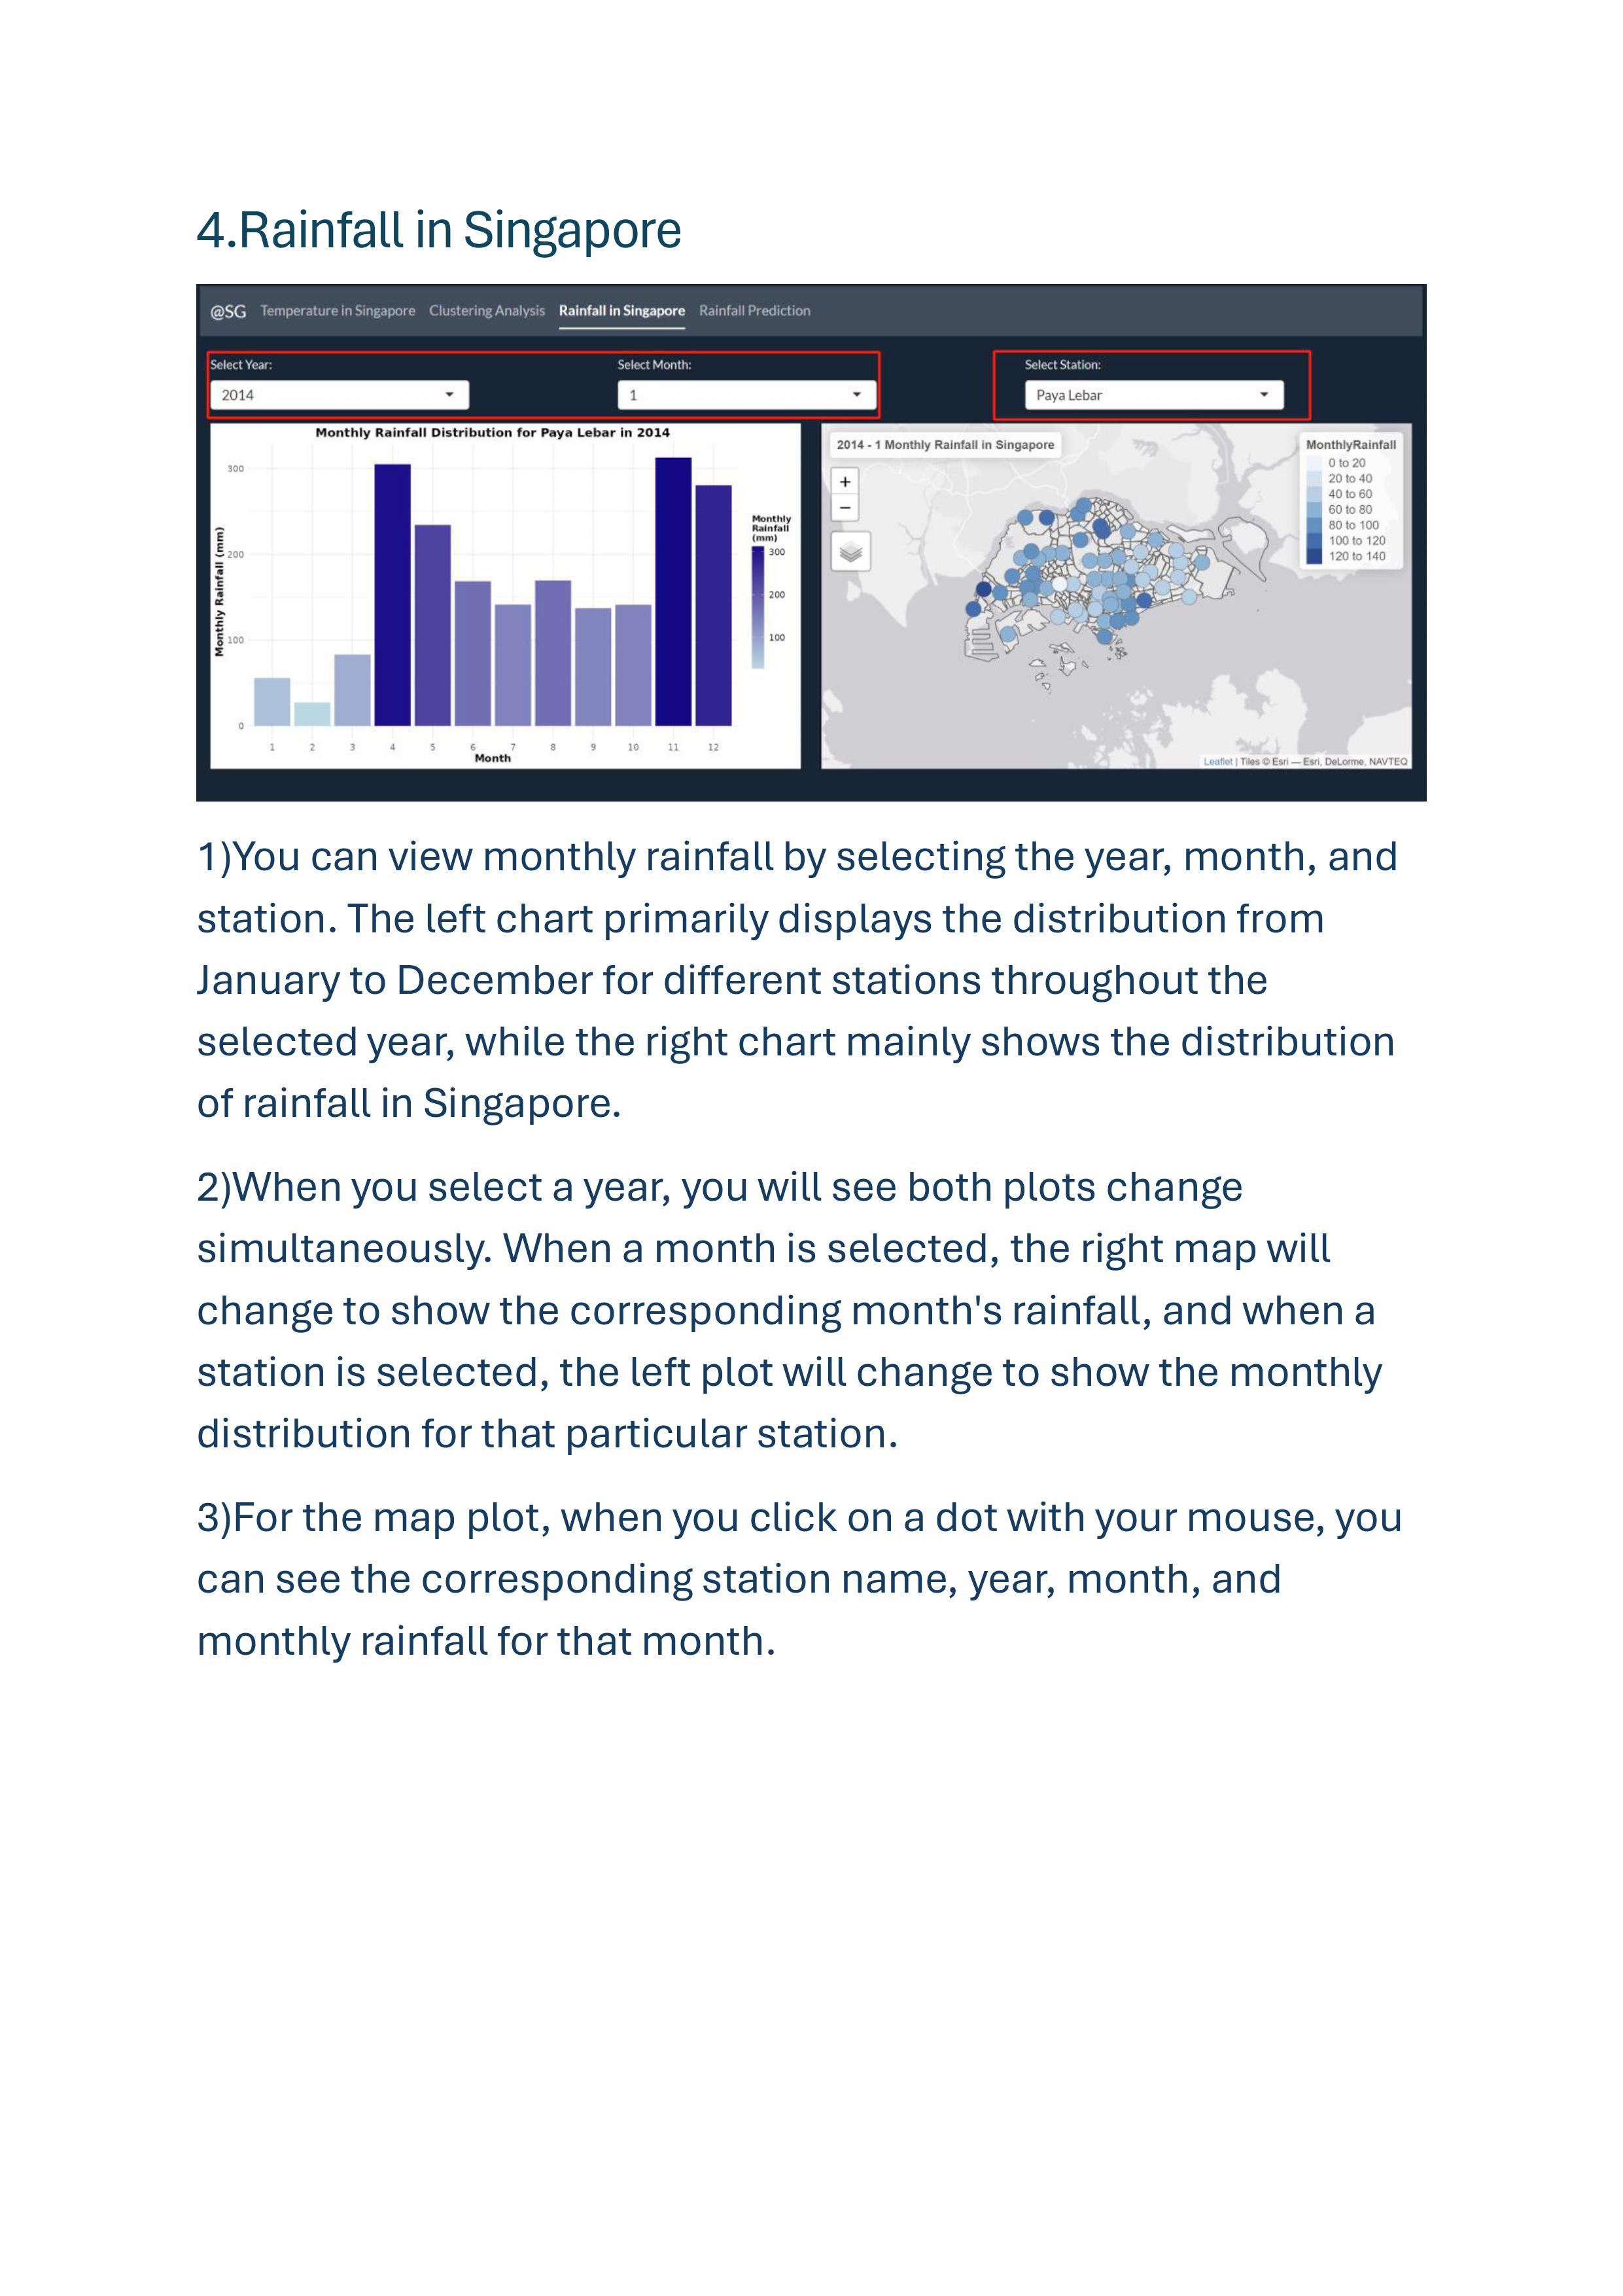 4.Rainfall in Singapore
@SG Temperature in Singapore Clustering Analysis Rainfall in Singapore Rainfall Prediction
Select Year: Select Month: Select Station:
2014 1 Paya Lebar
Monthly Rainfall Distribution for Paya Lebar in 2014
Monthly Rainfall (mm)
300
200
100
0
1 2 3 4 5 6 7 8 9 10 11 12
Month
Monthly
Rainfall
(mm)
300
200
100
2014 - 1 Monthly Rainfall in Singapore
+
−
MonthlyRainfall
0 to 20
20 to 40
40 to 60
60 to 80
80 to 100
100 to 120
120 to 140
Leaflet | Tiles © Esri — Esri, DeLorme, NAVTEQ
1)You can view monthly rainfall by selecting the year, month, and
station. The left chart primarily displays the distribution from
January to December for different stations throughout the
selected year, while the right chart mainly shows the distribution
of rainfall in Singapore.
2)When you select a year, you will see both plots change
simultaneously. When a month is selected, the right map will
change to show the corresponding month's rainfall, and when a
station is selected, the left plot will change to show the monthly
distribution for that particular station.
3)For the map plot, when you click on a dot with your mouse, you
can see the corresponding station name, year, month, and
monthly rainfall for that month.